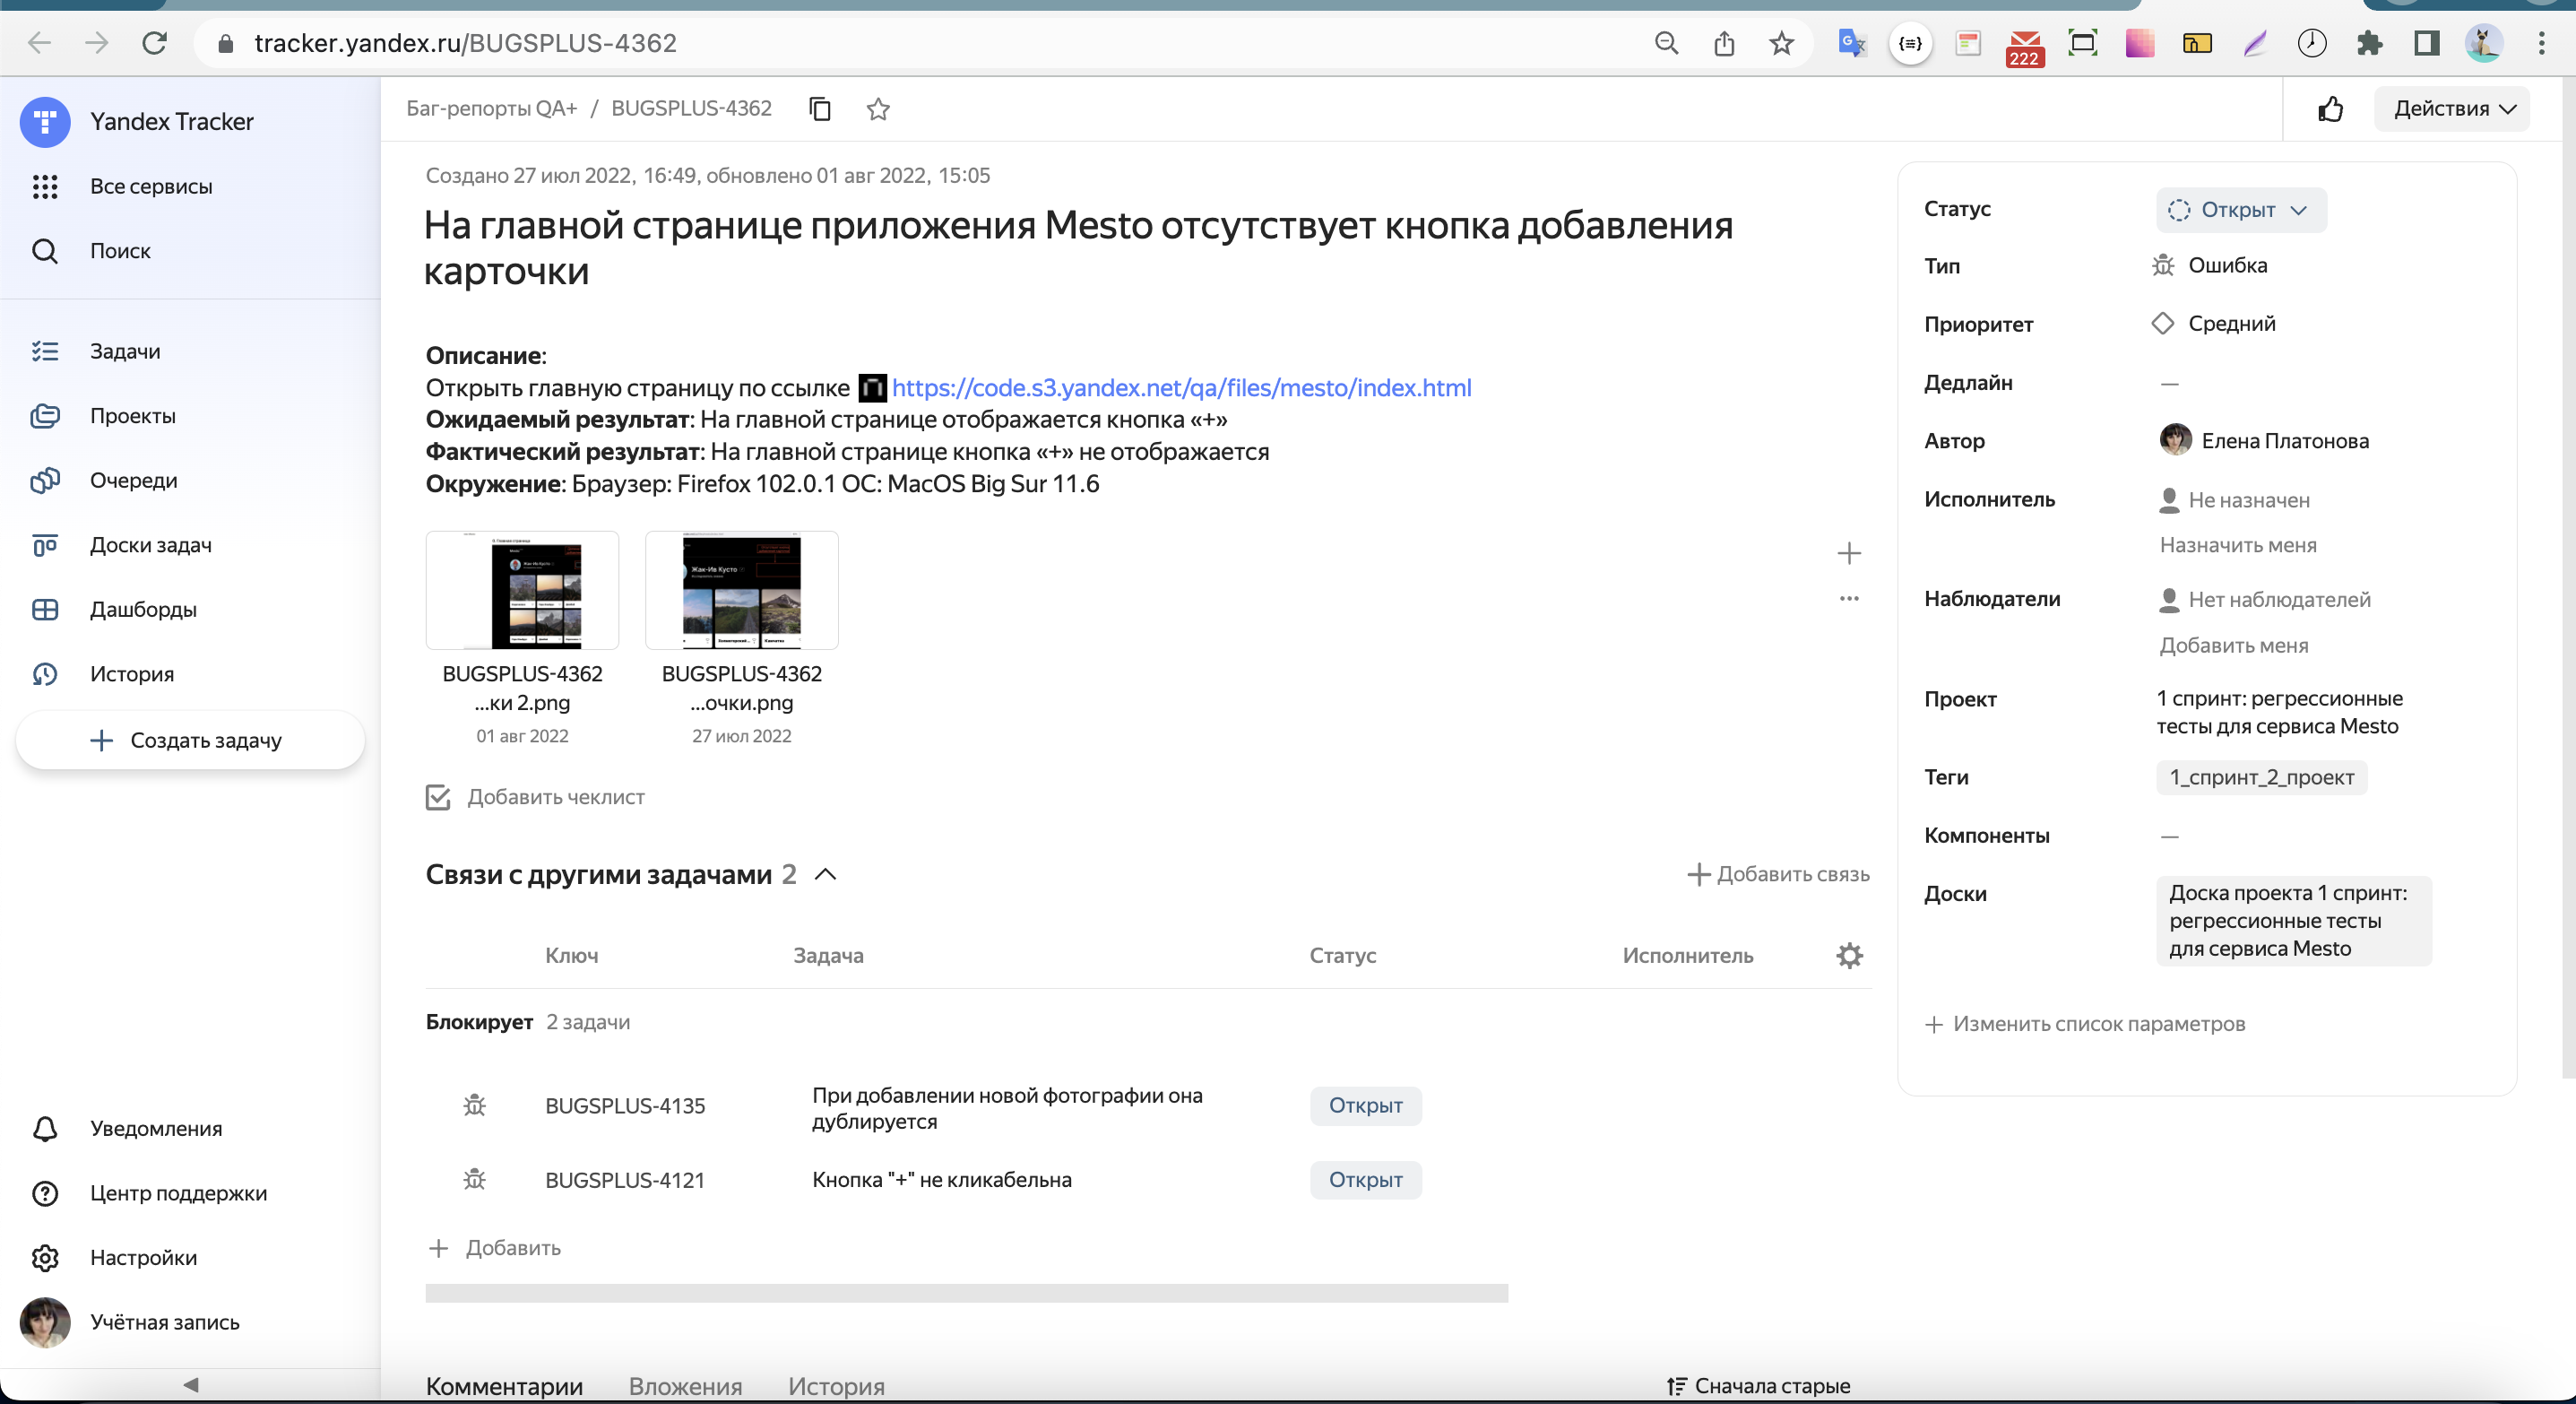 tracker.yandex.ru/BUGSPLUS-4362
222
Yandex Tracker
Все сервисы
Поиск
Задачи
Проекты
Очереди
Доски задач
Дашборды
История
Создать задачу
Уведомления
Центр поддержки
Настройки
Учётная запись
Баг-репорты QA+ / BUGSPLUS-4362
Действия
Создано 27 июл 2022, 16:49, обновлено 01 авг 2022, 15:05
На главной странице приложения Mesto отсутствует кнопка добавления
карточки
Описание:
Открыть главную страницу по ссылке https://code.s3.yandex.net/qa/files/mesto/index.html
Ожидаемый результат: На главной странице отображается кнопка «+»
Фактический результат: На главной странице кнопка «+» не отображается
Окружение: Браузер: Firefox 102.0.1 ОС: MacOS Big Sur 11.6
Жак-Ив Кусто
Жак-Ив Кусто
BUGSPLUS-4362
...ки 2.png
01 авг 2022
BUGSPLUS-4362
...очки.png
27 июл 2022
Добавить чеклист
Связи с другими задачами 2
Добавить связь
Ключ Задача Статус Исполнитель
Блокирует 2 задачи
BUGSPLUS-4135 При добавлении новой фотографии она
дублируется Открыт
BUGSPLUS-4121 Кнопка "+" не кликабельна Открыт
Добавить
Комментарии Вложения История
Сначала старые
Статус Открыт
Тип Ошибка
Приоритет Средний
Дедлайн —
Автор Елена Платонова
Исполнитель Не назначен
Назначить меня
Наблюдатели Нет наблюдателей
Добавить меня
Проект 1 спринт: регрессионные
тесты для сервиса Mesto
Теги 1_спринт_2_проект
Компоненты —
Доски Доска проекта 1 спринт:
регрессионные тесты
для сервиса Mesto
Изменить список параметров